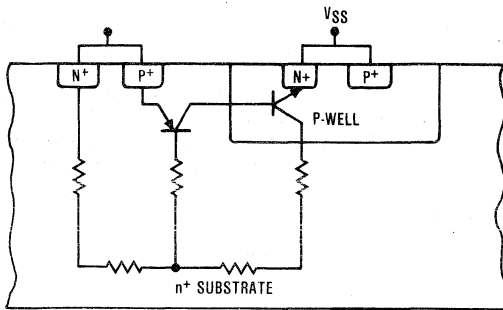 VSS
N+ P+ N+ P+
P-WELL
n+ SUBSTRATE